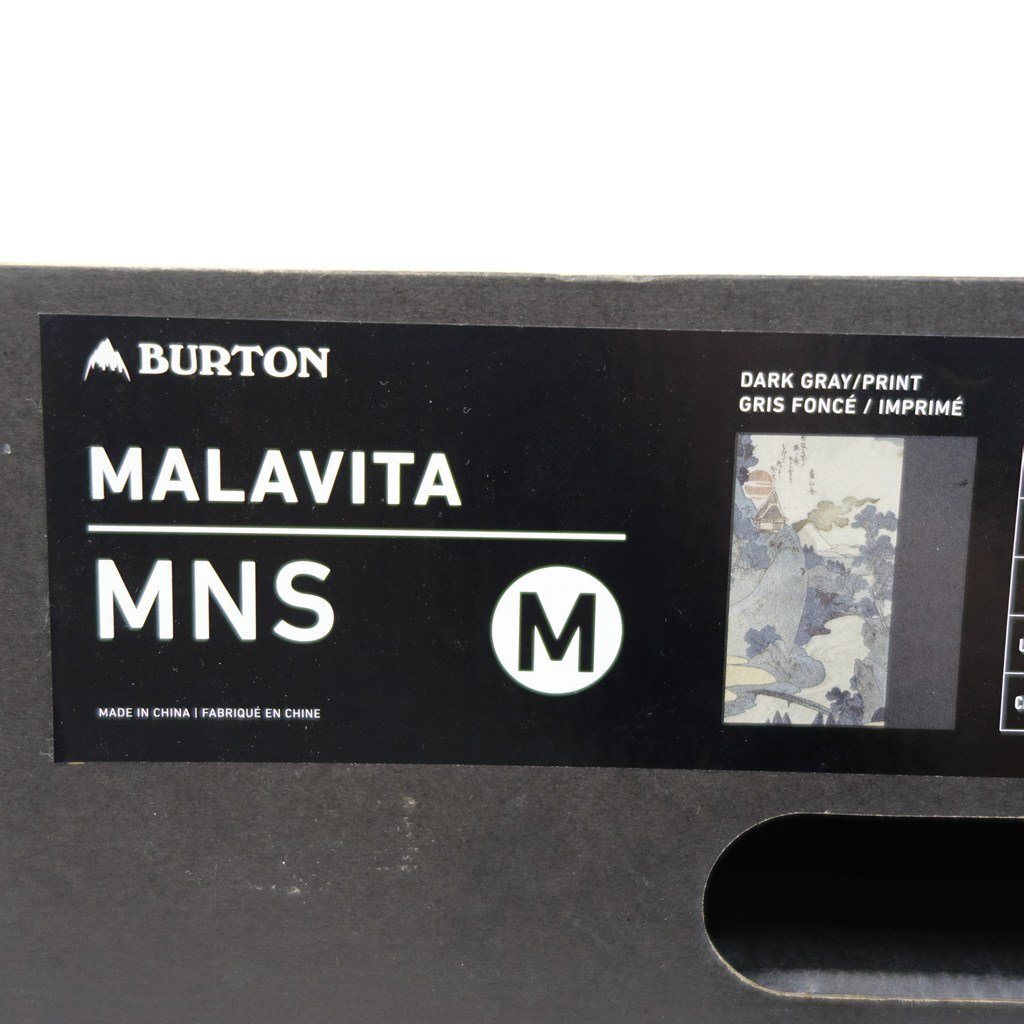 BURTON
MALAVITA
MNS
M
MADE IN CHINA | FABRIQUÉ EN CHINE
DARK GRAY/PRINT
GRIS FONCÉ / IMPRIMÉ